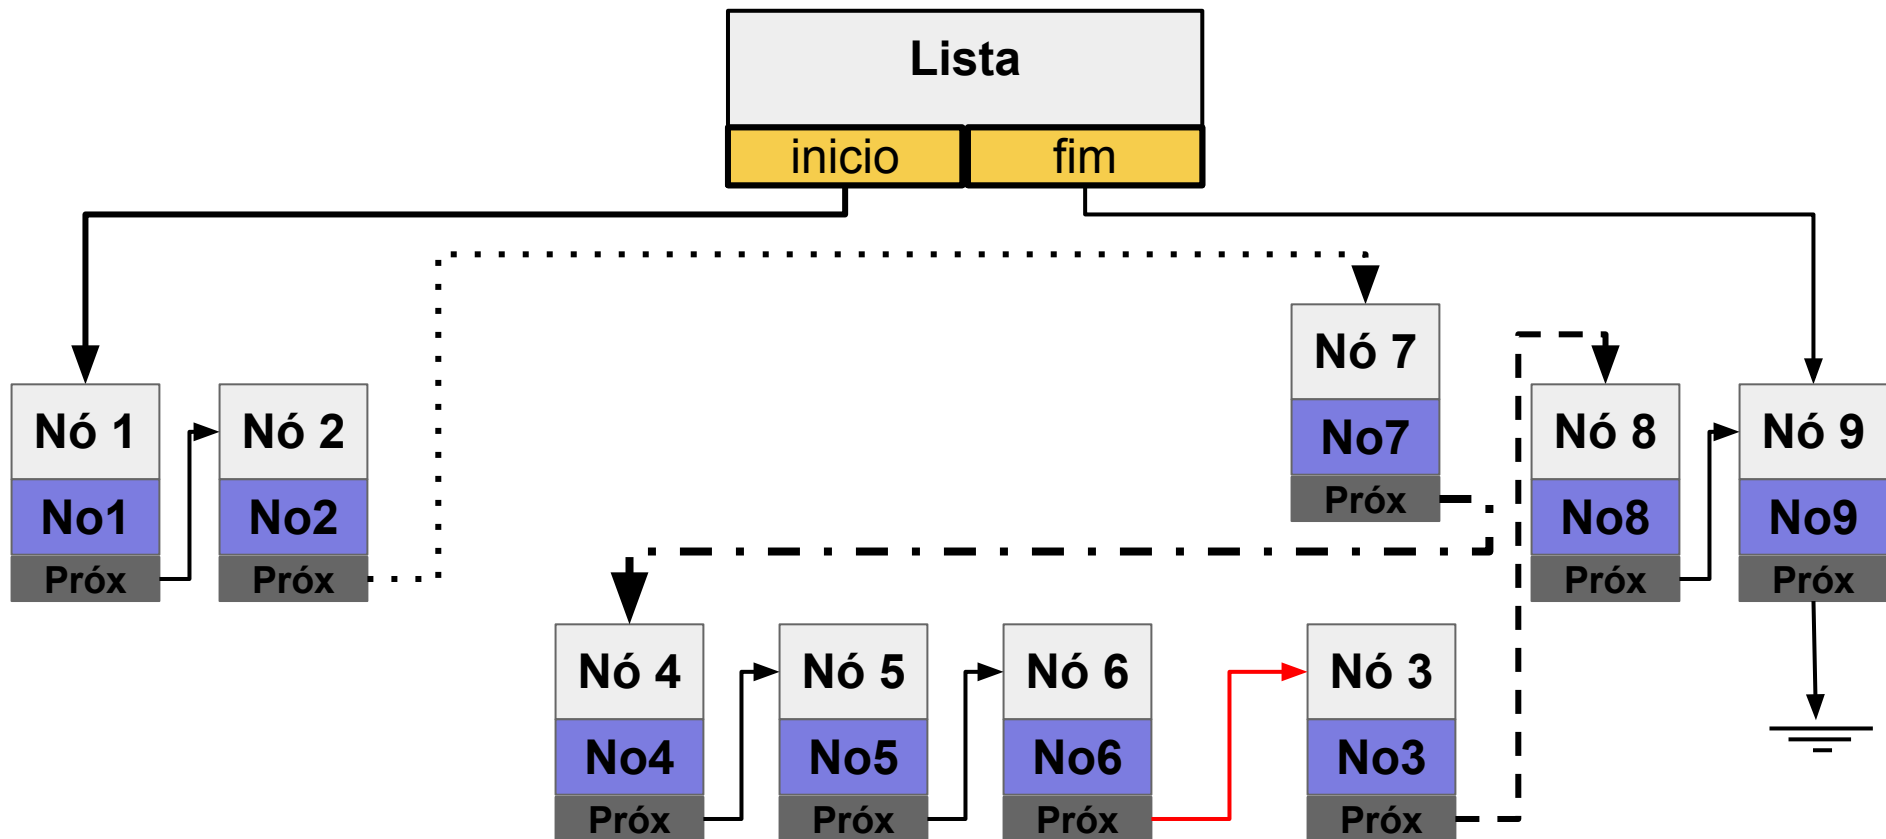 Lista
inicio fim
Nó 7
No7
Próx
Nó 1
No1
Próx
Nó 2
No2
Próx
Nó 8
No8
Próx
Nó 9
No9
Próx
Nó 4
No4
Próx
Nó 5
No5
Próx
Nó 6
No6
Próx
Nó 3
No3
Próx